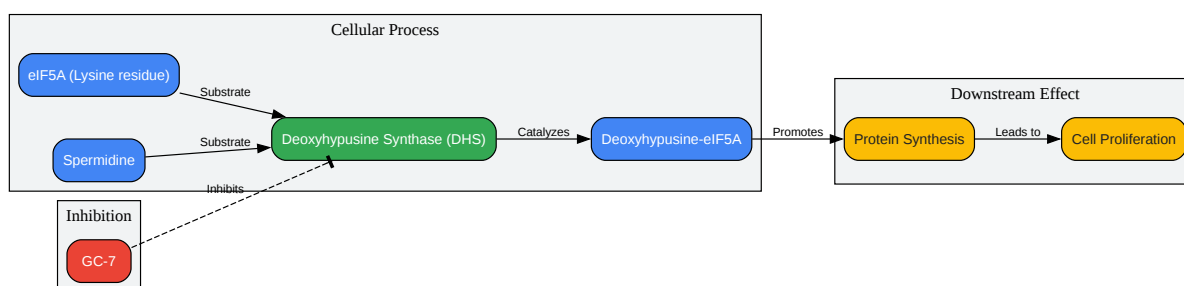 Cellular Process
eIF5A (Lysine residue)
Substrate
Spermidine
Substrate
Deoxyhypusine Synthase (DHS)
Catalyzes
Deoxyhypusine-eIF5A
Promotes
Downstream Effect
Protein Synthesis
Leads to
Cell Proliferation
Inhibits
Inhibition
GC-7